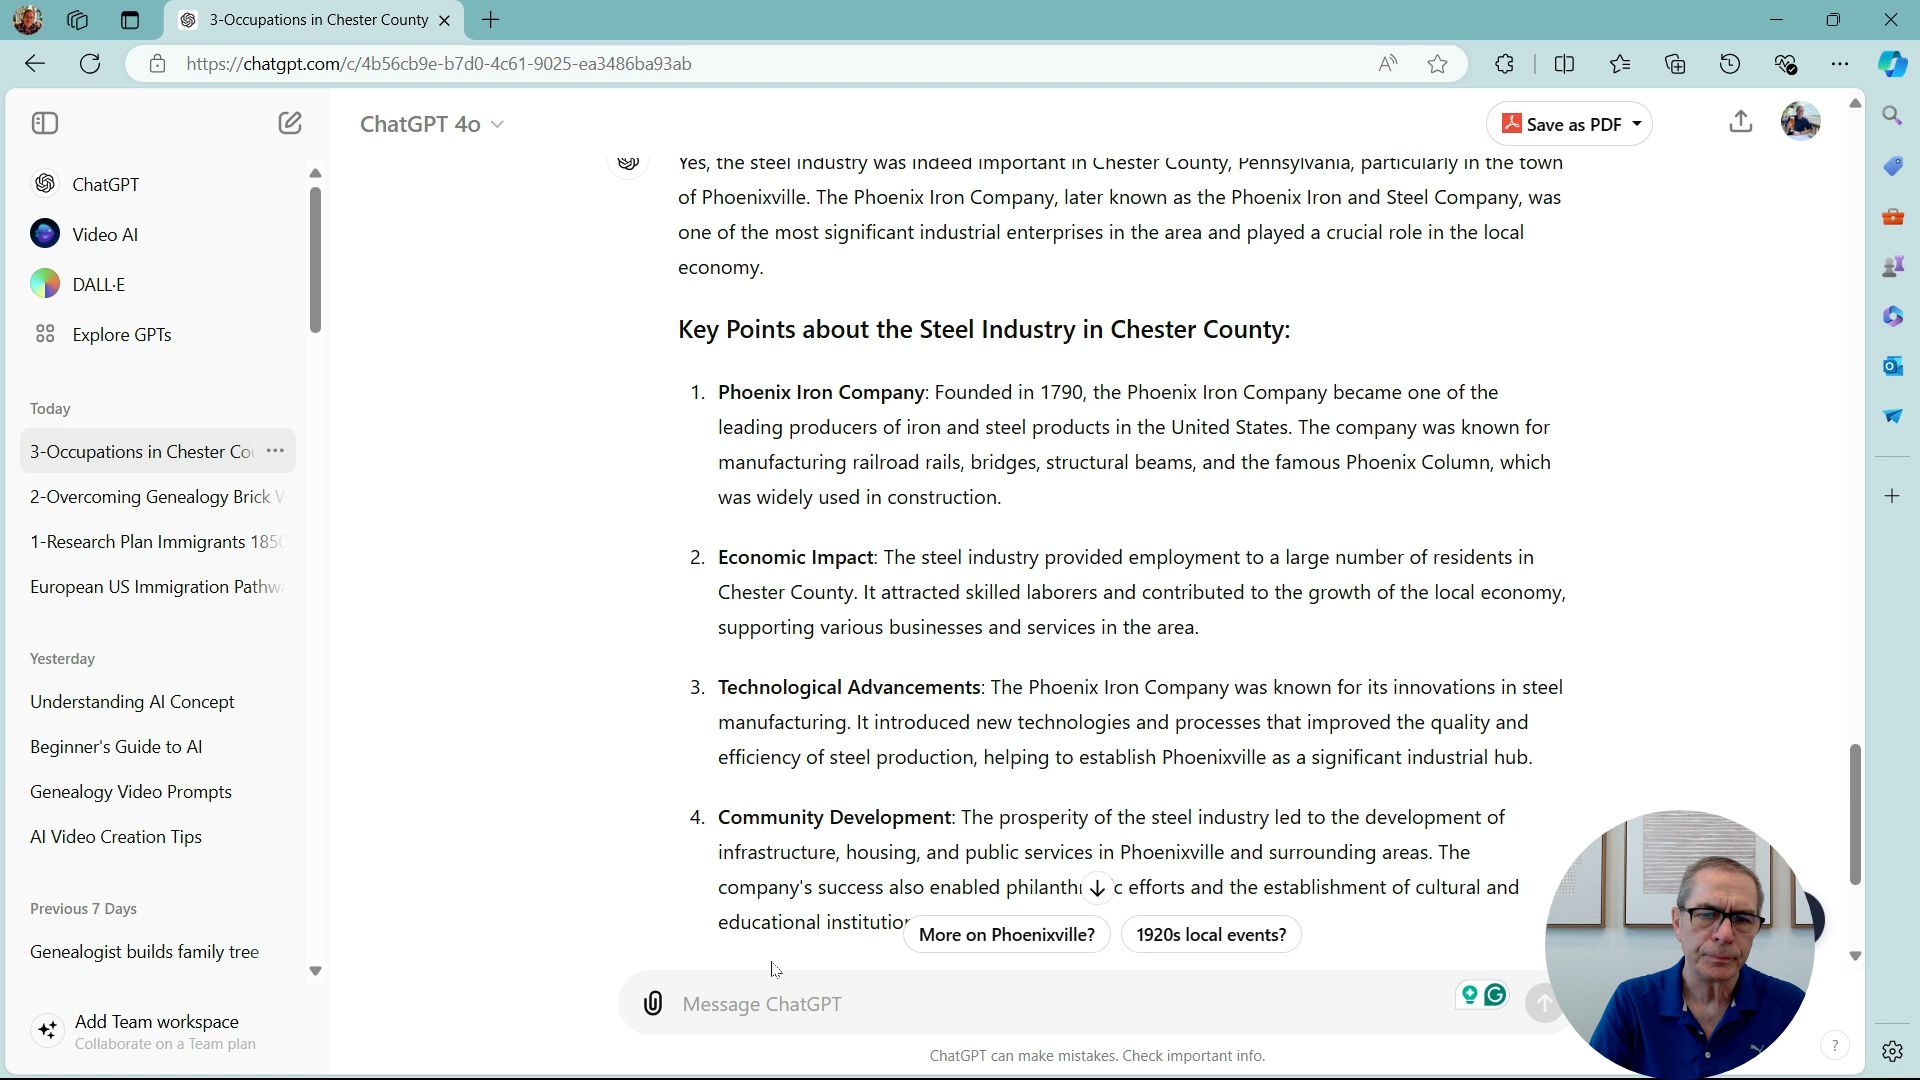 3-Occupations in Chester County
https://chatgpt.com/c/4b56cb9e-b7d0-4c61-9025-ea3486ba93ab
ChatGPT 4o
Save as PDF
ChatGPT
Video AI
DALL·E
Explore GPTs
Today
3-Occupations in Chester Co
2-Overcoming Genealogy Brick
1-Research Plan Immigrants 185
European US Immigration Pathw
Yesterday
Understanding AI Concept
Beginner's Guide to AI
Genealogy Video Prompts
AI Video Creation Tips
Previous 7 Days
Genealogist builds family tree
Add Team workspace
Collaborate on a Team plan
Yes, the steel industry was indeed important in Chester County, Pennsylvania, particularly in the town
of Phoenixville. The Phoenix Iron Company, later known as the Phoenix Iron and Steel Company, was
one of the most significant industrial enterprises in the area and played a crucial role in the local
economy.
Key Points about the Steel Industry in Chester County:
1. Phoenix Iron Company: Founded in 1790, the Phoenix Iron Company became one of the
leading producers of iron and steel products in the United States. The company was known for
manufacturing railroad rails, bridges, structural beams, and the famous Phoenix Column, which
was widely used in construction.
2. Economic Impact: The steel industry provided employment to a large number of residents in
Chester County. It attracted skilled laborers and contributed to the growth of the local economy,
supporting various businesses and services in the area.
3. Technological Advancements: The Phoenix Iron Company was known for its innovations in steel
manufacturing. It introduced new technologies and processes that improved the quality and
efficiency of steel production, helping to establish Phoenixville as a significant industrial hub.
4. Community Development: The prosperity of the steel industry led to the development of
infrastructure, housing, and public services in Phoenixville and surrounding areas. The
company's success also enabled philanthr c efforts and the establishment of cultural and
educational institution
More on Phoenixville?
1920s local events?
Message ChatGPT
ChatGPT can make mistakes. Check important info.
?